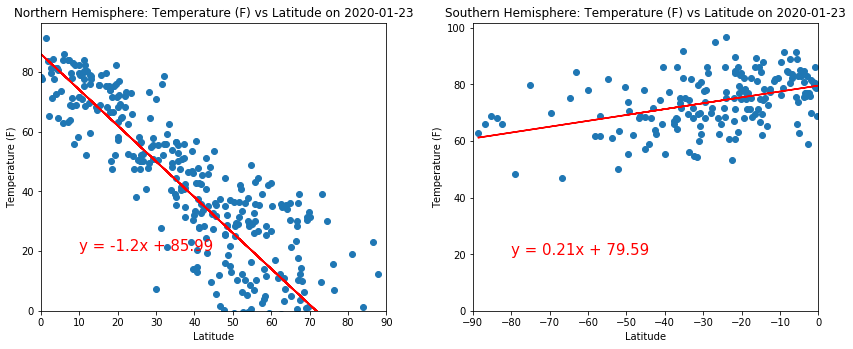 Northern Hemisphere: Temperature (F) vs Latitude on 2020-01-23
Temperature (F)
80
60
40
20
0
y = -1.2x + 85.99
0 10 20 30 40 50 60 70 80 90
Latitude
Southern Hemisphere: Temperature (F) vs Latitude on 2020-01-23
Temperature (F)
100
80
60
40
20
0
y = 0.21x + 79.59
−90 −80 −70 −60 −50 −40 −30 −20 −10 0
Latitude